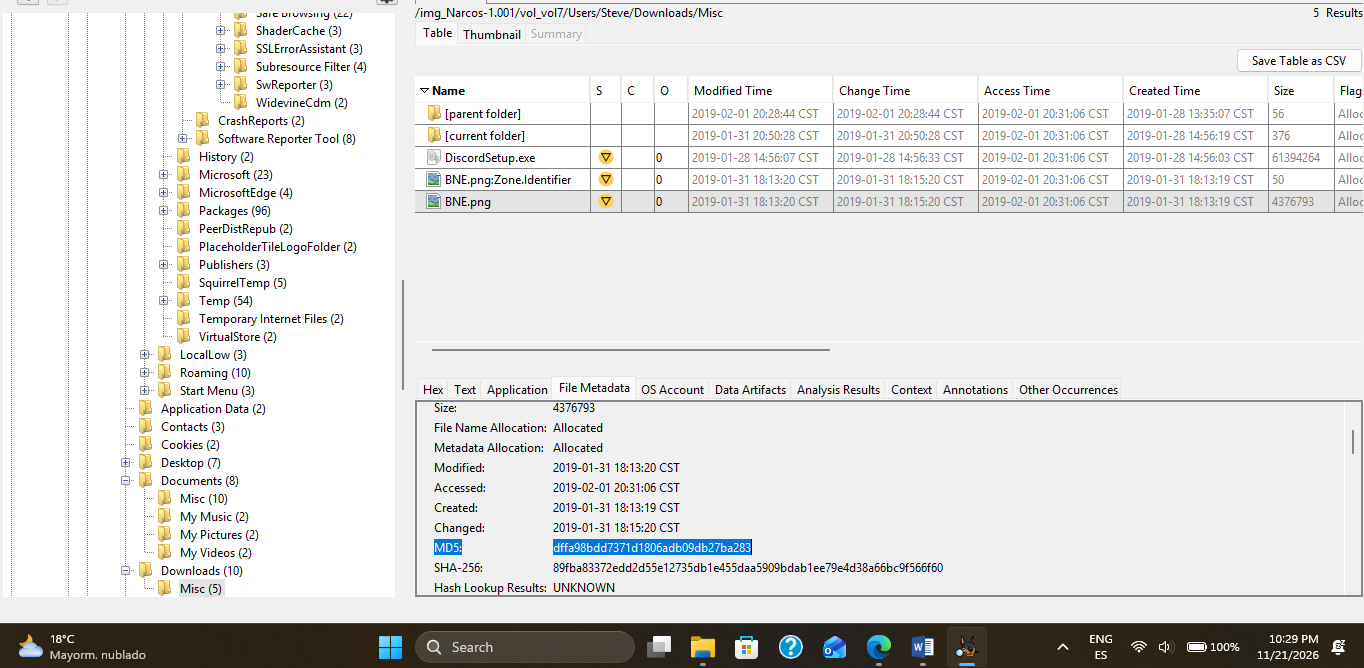 /img_Narcos-1.001/vol_vol7/Users/Steve/Downloads/Misc
5 Results
Table Thumbnail Summary
Save Table as CSV
Name S C O Modified Time Change Time Access Time Created Time Size Flag
[parent folder] 2019-02-01 20:28:44 CST 2019-02-01 20:28:44 CST 2019-02-01 20:31:06 CST 2019-01-28 13:35:07 CST 56 Alloc
[current folder] 2019-01-31 20:50:28 CST 2019-01-31 20:50:28 CST 2019-02-01 20:31:06 CST 2019-01-28 14:56:19 CST 376 Alloc
DiscordSetup.exe 0 2019-01-28 14:56:07 CST 2019-01-28 14:56:33 CST 2019-02-01 20:31:06 CST 2019-01-28 14:56:03 CST 61394264 Alloc
BNE.png:Zone.Identifier 0 2019-01-31 18:13:20 CST 2019-01-31 18:15:20 CST 2019-02-01 20:31:06 CST 2019-01-31 18:13:19 CST 50 Alloc
BNE.png 0 2019-01-31 18:13:20 CST 2019-01-31 18:15:20 CST 2019-02-01 20:31:06 CST 2019-01-31 18:13:19 CST 4376793 Alloc
Safe Browsing (22)
ShaderCache (3)
SSLErrorAssistant (3)
Subresource Filter (4)
SwReporter (3)
WidevineCdm (2)
CrashReports (2)
Software Reporter Tool (8)
History (2)
Microsoft (23)
MicrosoftEdge (4)
Packages (96)
PeerDistRepub (2)
PlaceholderTileLogoFolder (2)
Publishers (3)
SquirrelTemp (5)
Temp (54)
Temporary Internet Files (2)
VirtualStore (2)
LocalLow (3)
Roaming (10)
Start Menu (3)
Application Data (2)
Contacts (3)
Cookies (2)
Desktop (7)
Documents (8)
Misc (10)
My Music (2)
My Pictures (2)
My Videos (2)
Downloads (10)
Misc (5)
Hex Text Application File Metadata OS Account Data Artifacts Analysis Results Context Annotations Other Occurrences
Size: 4376793
File Name Allocation: Allocated
Metadata Allocation: Allocated
Modified: 2019-01-31 18:13:20 CST
Accessed: 2019-02-01 20:31:06 CST
Created: 2019-01-31 18:13:19 CST
Changed: 2019-01-31 18:15:20 CST
MD5: dffa98bdd7371d1806adb09db27ba283
SHA-256: 89fba83372edd2d55e12735db1e455daa5909bdab1ee79e4d38a66bc9f566f60
Hash Lookup Results: UNKNOWN
18°C
Mayorm. nublado
Search
ENG
ES
100%
10:29 PM
11/21/2026